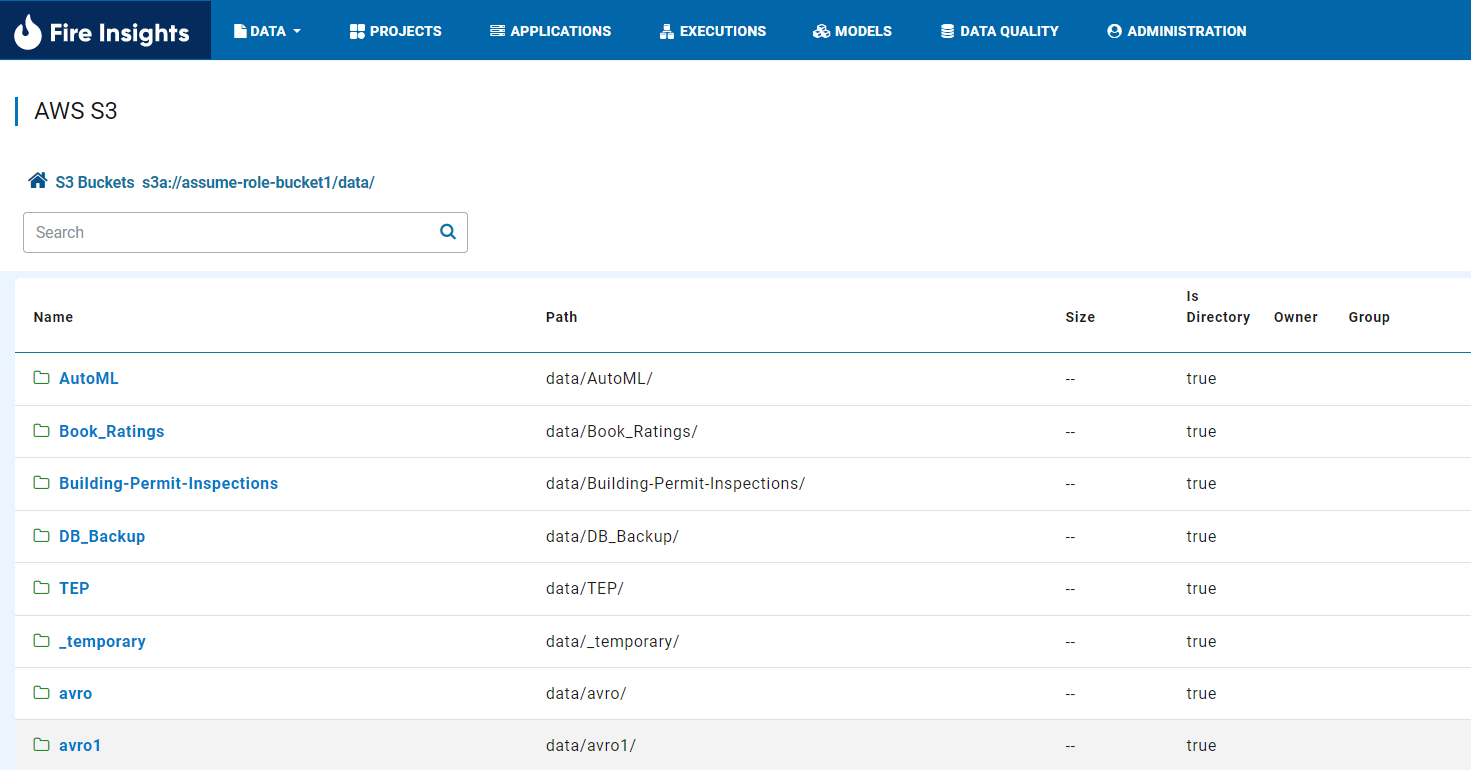 Fire Insights DATA PROJECTS APPLICATIONS EXECUTIONS MODELS DATA QUALITY ADMINISTRATION
AWS S3
S3 Buckets s3a://assume-role-bucket1/data/
Search
Name Path Size Is Directory Owner Group
AutoML data/AutoML/ -- true
Book_Ratings data/Book_Ratings/ -- true
Building-Permit-Inspections data/Building-Permit-Inspections/ -- true
DB_Backup data/DB_Backup/ -- true
TEP data/TEP/ -- true
_temporary data/_temporary/ -- true
avro data/avro/ -- true
avro1 data/avro1/ -- true